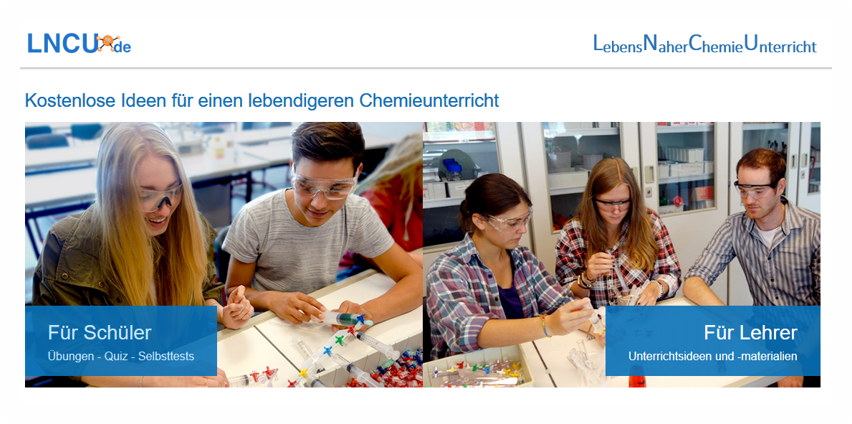 LNCU.de
LebensNaherChemieUnterricht
Kostenlose Ideen für einen lebendigeren Chemieunterricht
Für Schüler
Übungen - Quiz - Selbsttests
Für Lehrer
Unterrichtsideen und -materialien